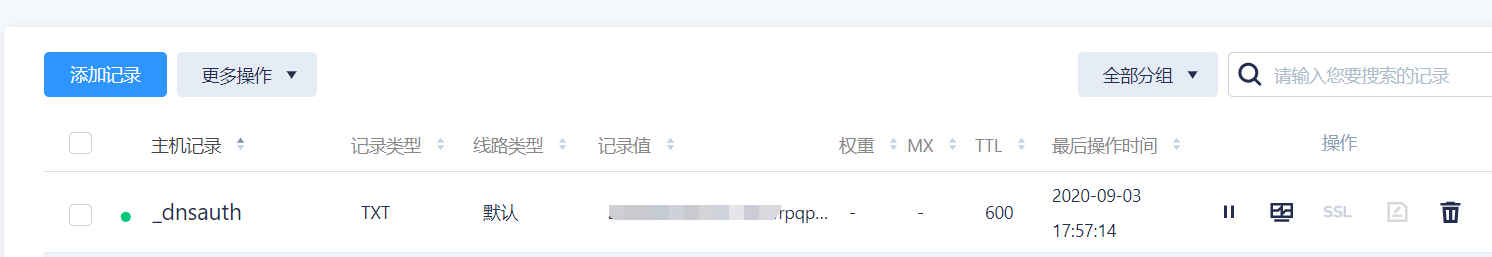 添加记录 更多操作 全部分组 请输入您要搜索的记录
主机记录 记录类型 线路类型 记录值 权重 MX TTL 最后操作时间 操作
_dnsauth TXT 默认 rpqp... - - 600 2020-09-03 SSL
17:57:14